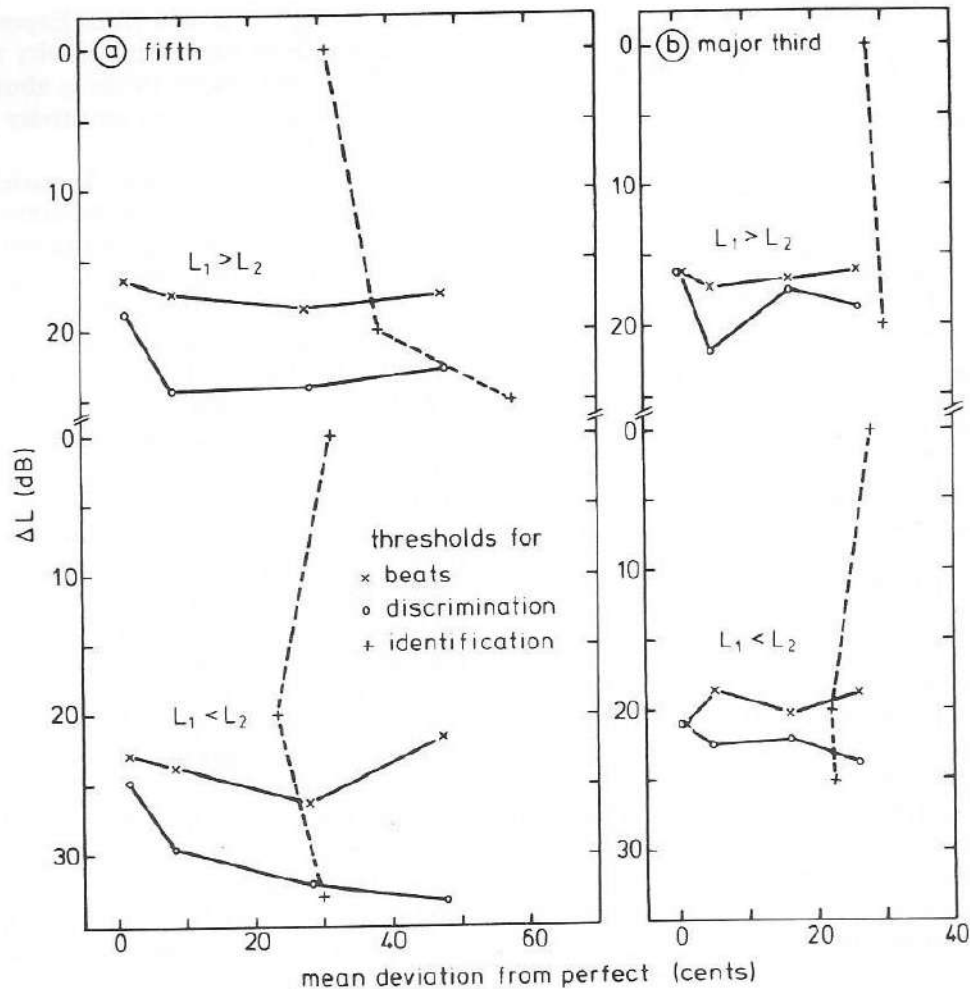 a fifth
b major third
0
10
20
0
10
20
30
0
10
20
0
10
20
30
L₁ > L₂
L₁ > L₂
ΔL (dB)
thresholds for
× beats
o discrimination
+ identification
L₁ < L₂
L₁ < L₂
0 20 40 60
0 20 40
mean deviation from perfect (cents)